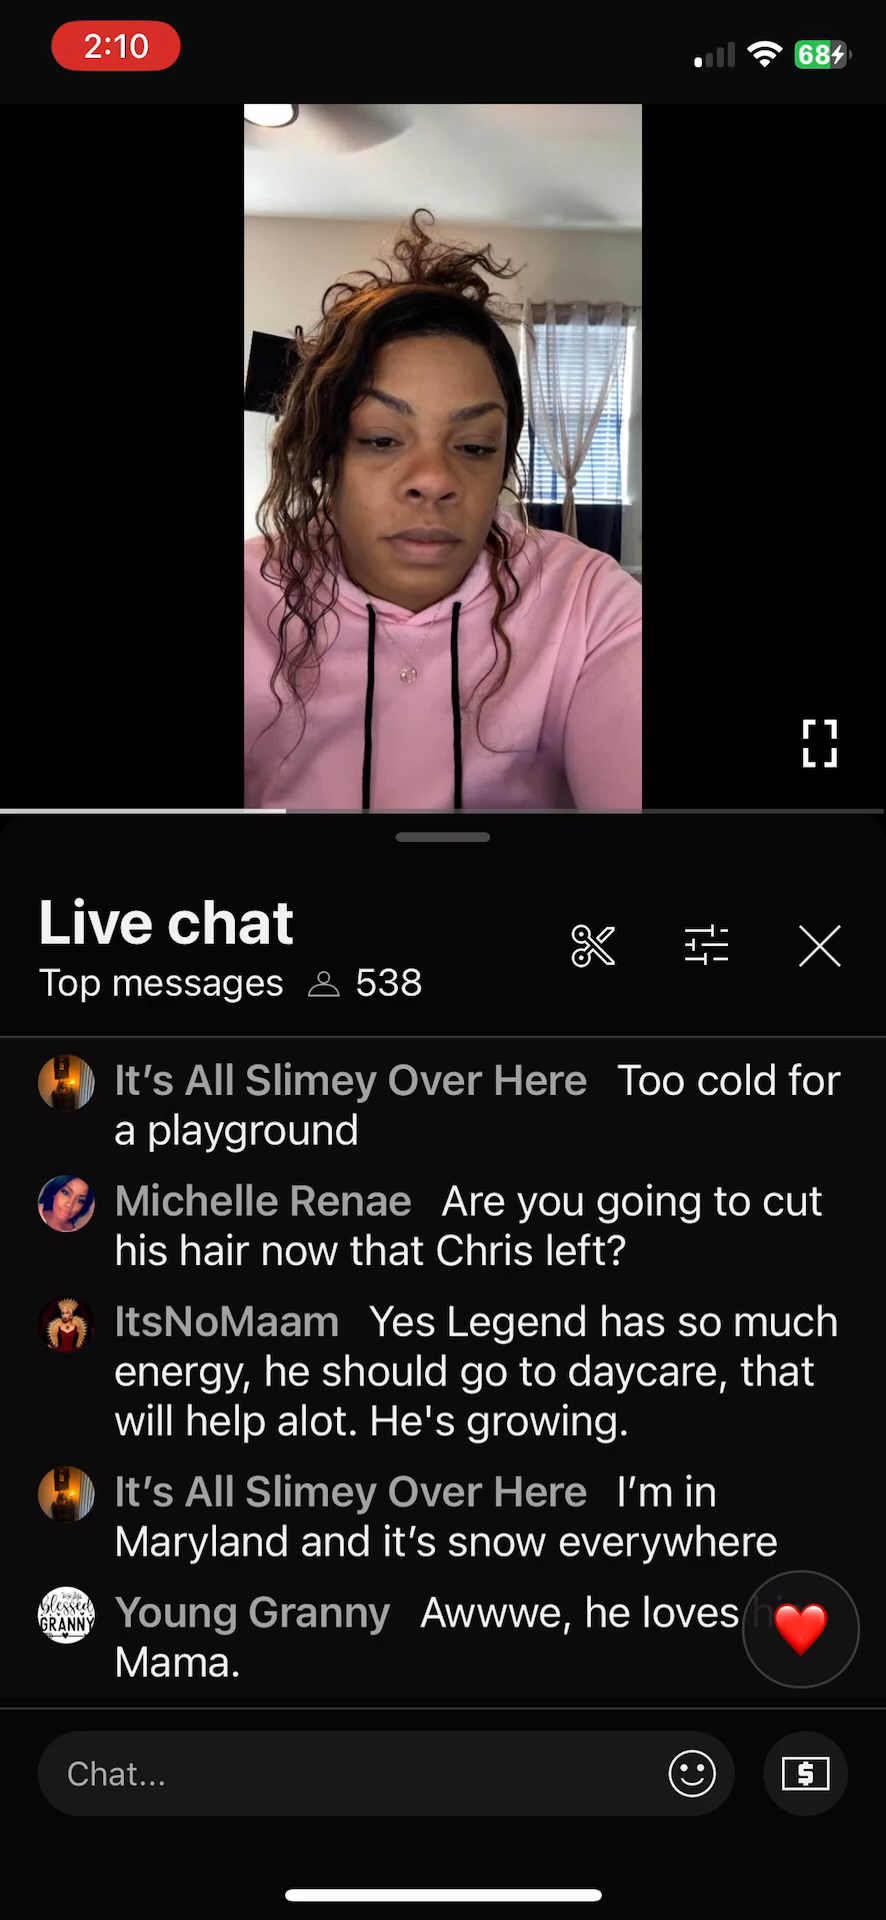 2:10
68
Live chat
Top messages 538
It’s All Slimey Over Here Too cold for
a playground
Michelle Renae Are you going to cut
his hair now that Chris left?
ItsNoMaam Yes Legend has so much
energy, he should go to daycare, that
will help alot. He's growing.
It’s All Slimey Over Here I’m in
Maryland and it’s snow everywhere
blessed
GRANNY
Young Granny Awwwe, he loves
Mama.
Chat...
$